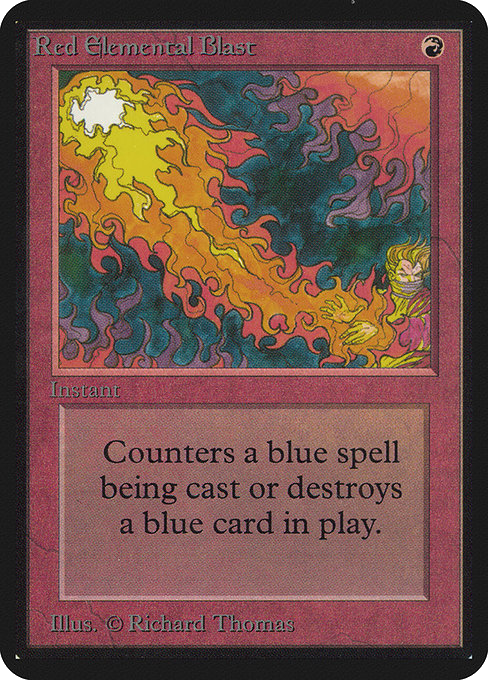 Red Elemental Blast
Instant
Counters a blue spell
being cast or destroys
a blue card in play.
Illus. © Richard Thomas